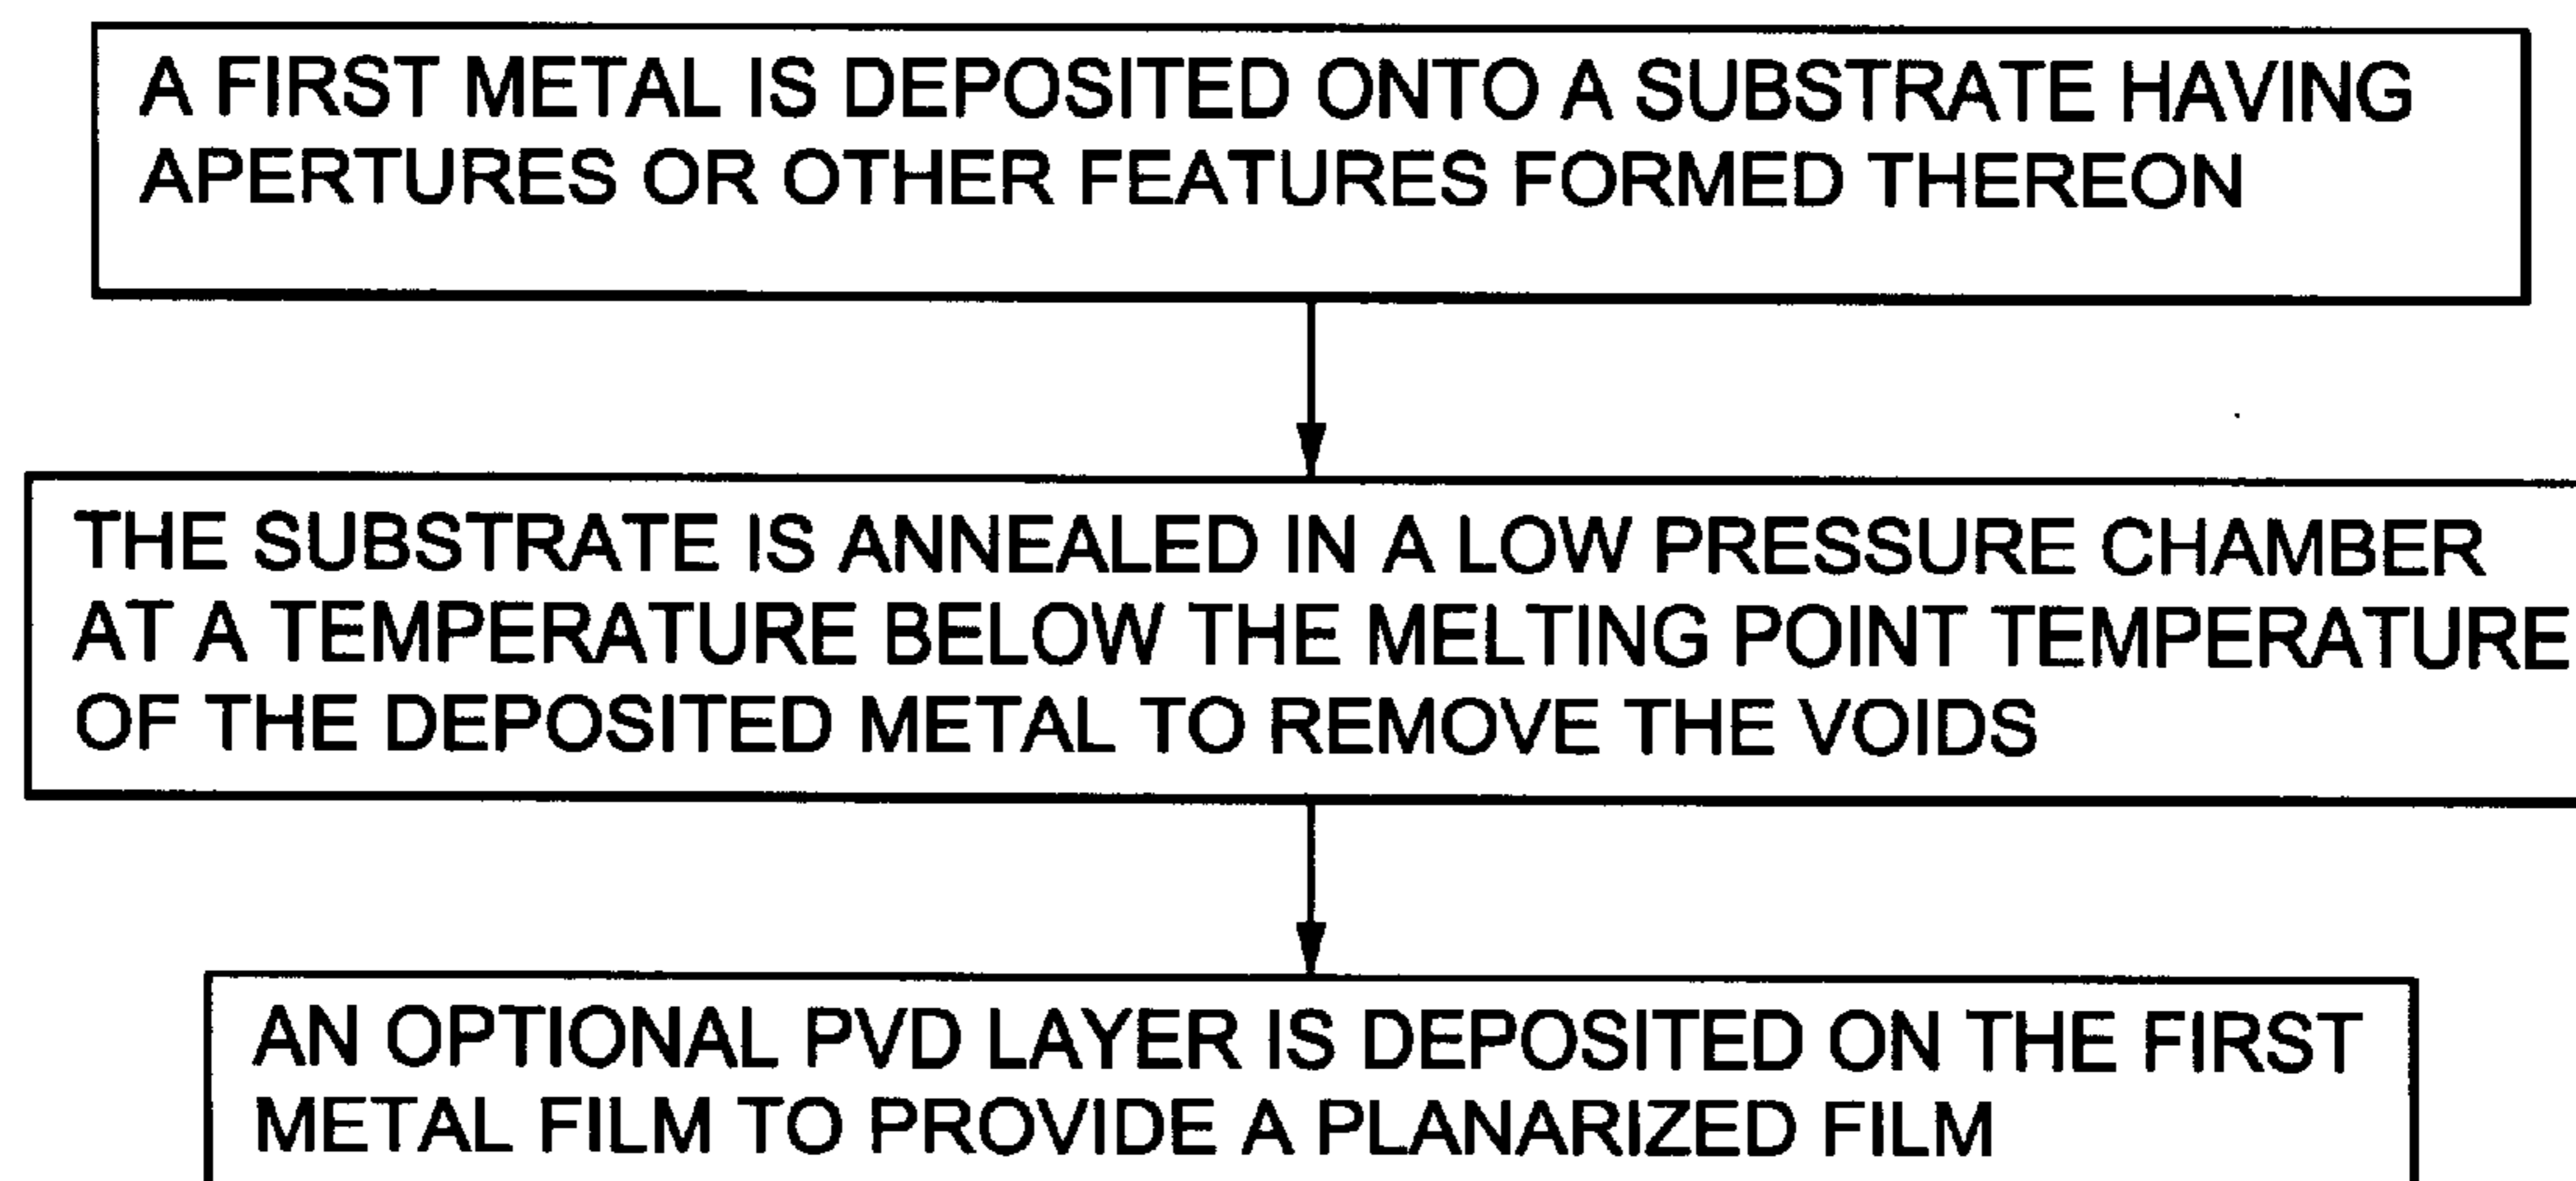 A FIRST METAL IS DEPOSITED ONTO A SUBSTRATE HAVING
APERTURES OR OTHER FEATURES FORMED THEREON
THE SUBSTRATE IS ANNEALED IN A LOW PRESSURE CHAMBER
AT A TEMPERATURE BELOW THE MELTING POINT TEMPERATURE
OF THE DEPOSITED METAL TO REMOVE THE VOIDS
AN OPTIONAL PVD LAYER IS DEPOSITED ON THE FIRST
METAL FILM TO PROVIDE A PLANARIZED FILM